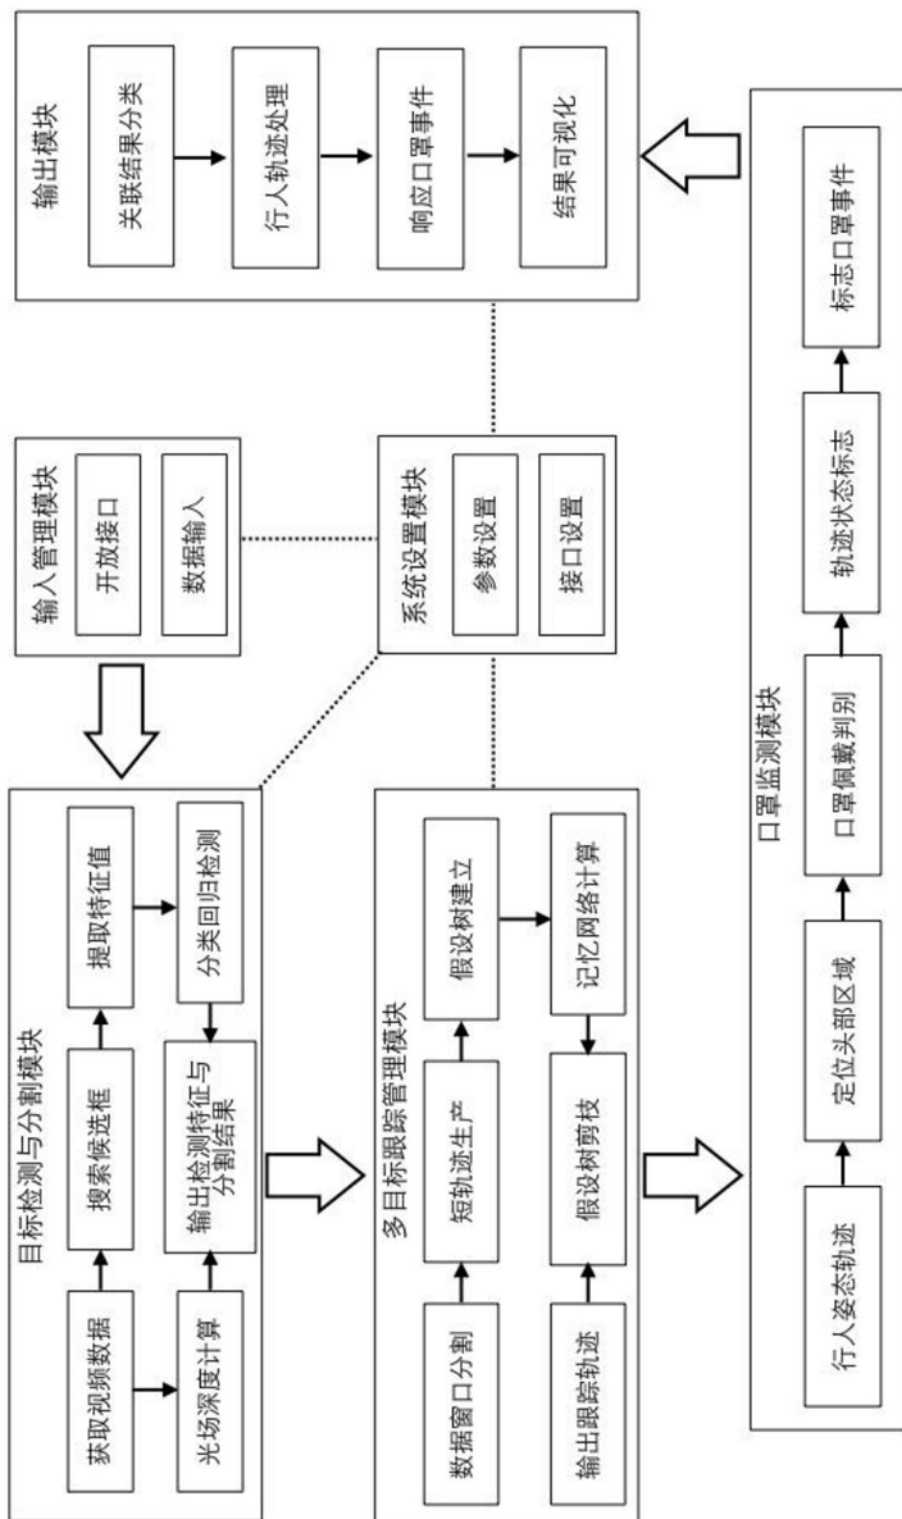 目标检测与分割模块
获取视频数据
搜索候选框
提取特征值
光场深度计算
输出检测特征与
分割结果
分类回归检测
输入管理模块
开放接口
数据输入
输出模块
关联结果分类
行人轨迹处理
响应口罩事件
结果可视化
多目标跟踪管理模块
数据窗口分割
短轨迹生产
假设树建立
输出跟踪轨迹
假设树剪枝
记忆网络计算
系统设置模块
参数设置
接口设置
口罩监测模块
行人姿态轨迹
定位头部区域
口罩佩戴判别
轨迹状态标志
标志口罩事件